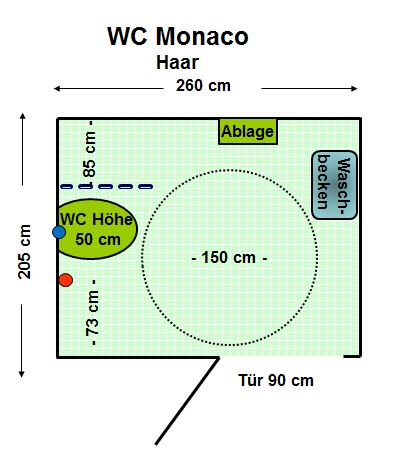 WC Monaco
Haar
260 cm
Ablage
- 85 cm -
Wasch-
becken
WC Höhe
50 cm
- 150 cm -
205 cm
- 73 cm -
Tür 90 cm